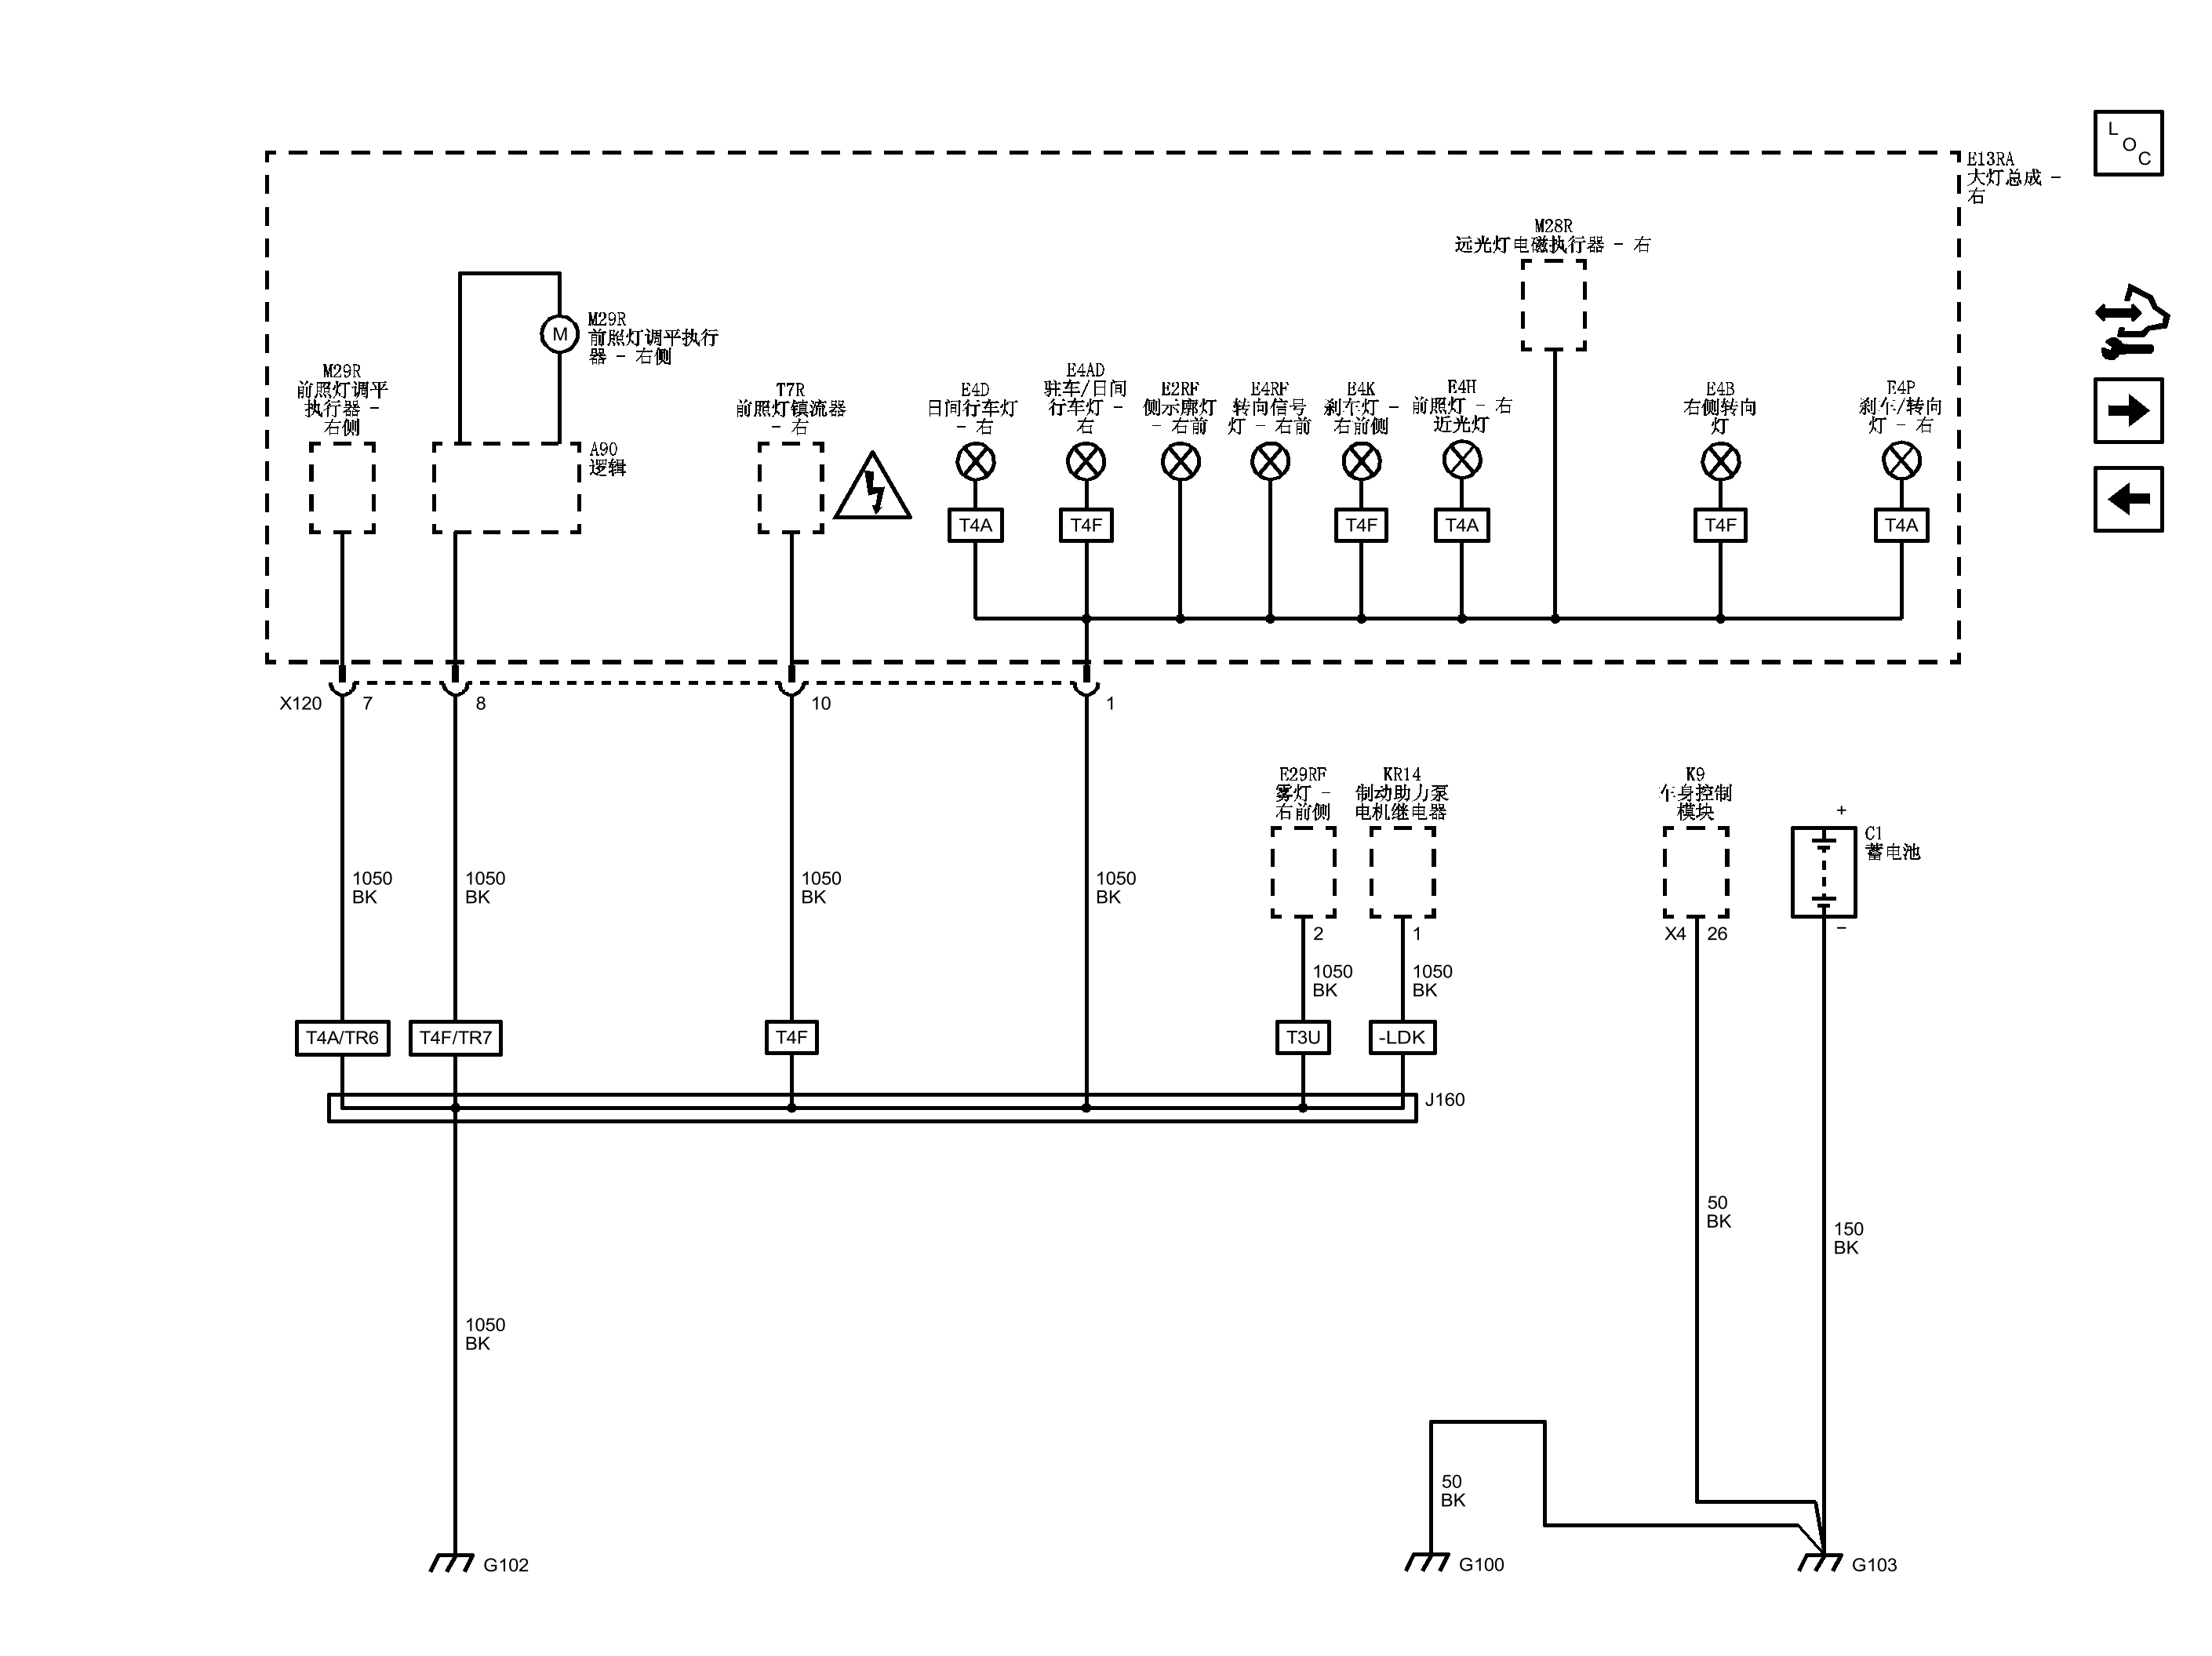 L
O
C
E13RA
大灯总成 -
右
M28R
远光灯电磁执行器 - 右
M
M29R
前照灯调平执行
器 - 右侧
M29R
前照灯调平
执行器 -
右侧
A90
逻辑
T7R
前照灯镇流器
- 右
E4D
日间行车灯
- 右
E4AD
驻车/日间
行车灯 -
右
E2RF
侧示廓灯
- 右前
E4RF
转向信号
灯 - 右前
E4K
刹车灯 -
右前侧
E4H
前照灯 - 右
近光灯
E4B
右侧转向
灯
E4P
刹车/转向
灯 - 右
T4A
T4F
T4F
T4A
T4F
T4A
X120
7
8
10
1
E29RF
雾灯 -
右前侧
KR14
制动助力泵
电机继电器
K9
车身控制
模块
+
C1
蓄电池
-
1050
BK
1050
BK
1050
BK
1050
BK
2
1
X4
26
1050
BK
1050
BK
T4A/TR6
T4F/TR7
T4F
T3U
-LDK
J160
50
BK
150
BK
1050
BK
50
BK
G102
G100
G103